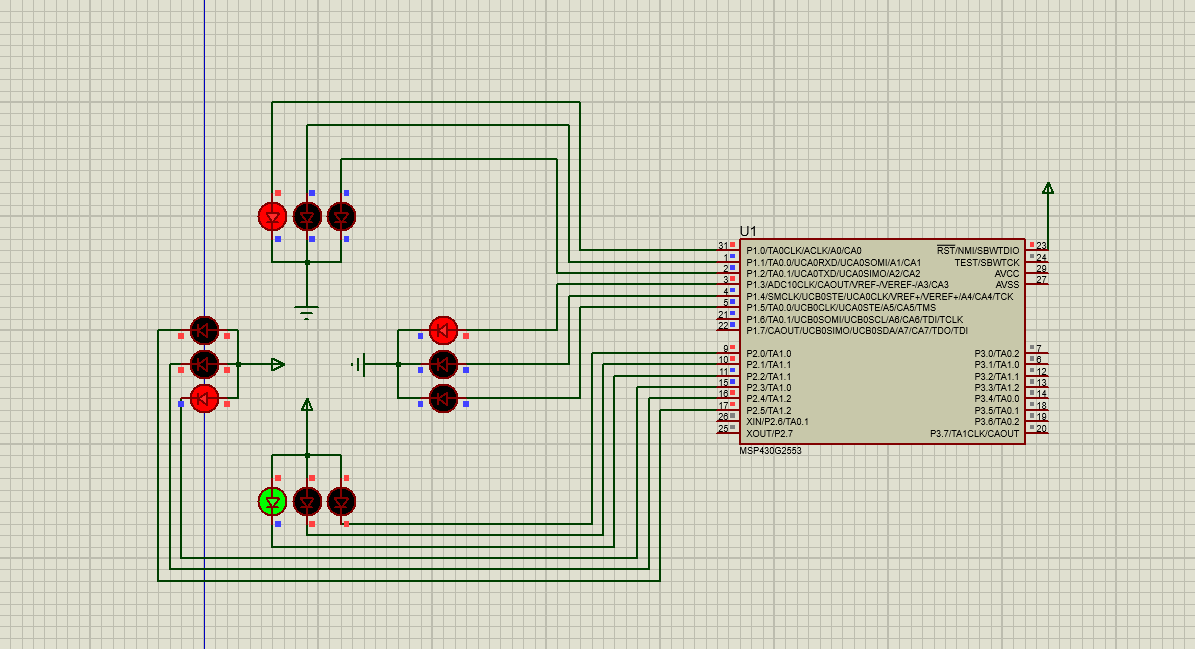 U1
31 P1.0/TA0CLK/ACLK/A0/CA0 RST/NMI/SBWTDIO 23
1 P1.1/TA0.0/UCA0RXD/UCA0SOMI/A1/CA1 TEST/SBWTCK 24
2 P1.2/TA0.1/UCA0TXD/UCA0SIMO/A2/CA2 AVCC 29
3 P1.3/ADC10CLK/CAOUT/VREF-/VEREF-/A3/CA3 AVSS 27
4 P1.4/SMCLK/UCB0STE/UCA0CLK/VREF+/VEREF+/A4/CA4/TCK
5 P1.5/TA0.0/UCB0CLK/UCA0STE/A5/CA5/TMS
21 P1.6/TA0.1/UCB0SOMI/UCB0SCL/A6/CA6/TDI/TCLK
22 P1.7/CAOUT/UCB0SIMO/UCB0SDA/A7/CA7/TDO/TDI
9 P2.0/TA1.0 P3.0/TA0.2 7
10 P2.1/TA1.1 P3.1/TA1.0 6
11 P2.2/TA1.1 P3.2/TA1.1 12
15 P2.3/TA1.0 P3.3/TA1.2 13
16 P2.4/TA1.2 P3.4/TA0.0 14
17 P2.5/TA1.2 P3.5/TA0.1 18
26 XIN/P2.6/TA0.1 P3.6/TA0.2 19
25 XOUT/P2.7 P3.7/TA1CLK/CAOUT 20
MSP430G2553